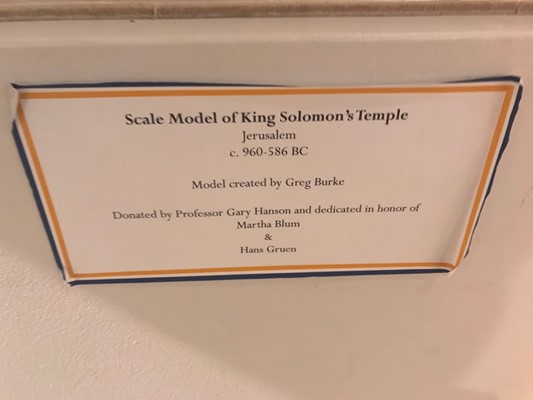 Scale Model of King Solomon's Temple
Jerusalem
c. 960-586 BC
Model created by Greg Burke
Donated by Professor Gary Hanson and dedicated in honor of
Martha Blum
&
Hans Gruen